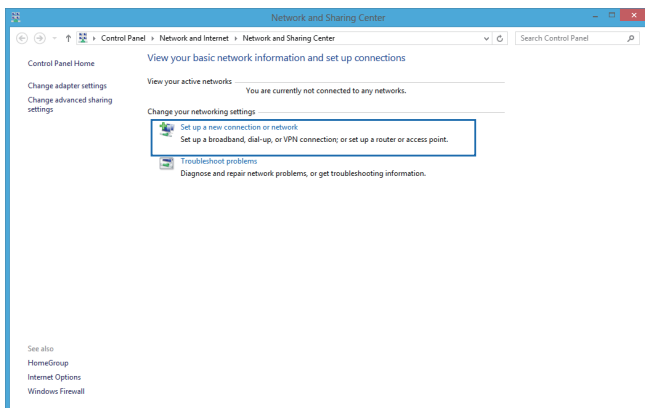 Network and Sharing Center
Control Panel Network and Internet Network and Sharing Center
Search Control Panel
Control Panel Home
Change adapter settings
Change advanced sharing
settings
View your basic network information and set up connections
View your active networks
You are currently not connected to any networks.
Change your networking settings
Set up a new connection or network
Set up a broadband, dial-up, or VPN connection; or set up a router or access point.
Troubleshoot problems
Diagnose and repair network problems, or get troubleshooting information.
See also
HomeGroup
Internet Options
Windows Firewall